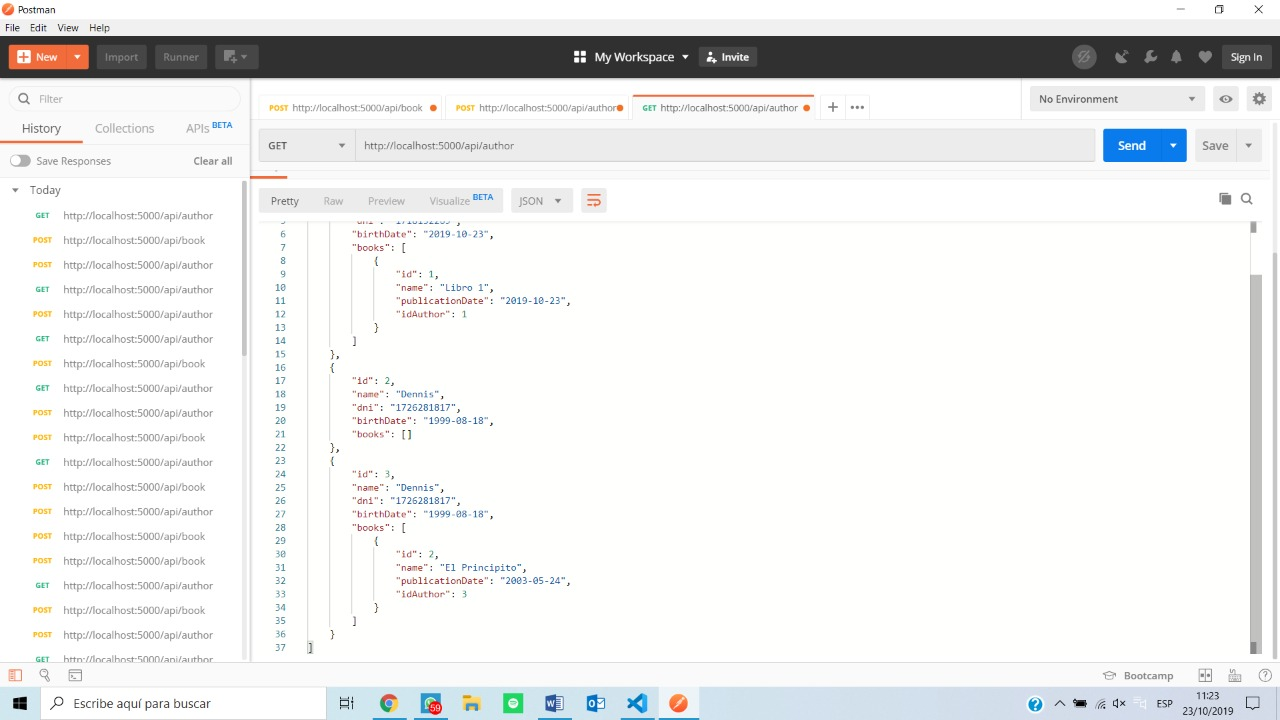 Postman
File Edit View Help
New Import Runner My Workspace Invite Sign In
Filter
History Collections APIs BETA
Save Responses Clear all
Today
GET http://localhost:5000/api/author
POST http://localhost:5000/api/book
POST http://localhost:5000/api/author
GET http://localhost:5000/api/author
POST http://localhost:5000/api/author
GET http://localhost:5000/api/author
POST http://localhost:5000/api/book
GET http://localhost:5000/api/author
POST http://localhost:5000/api/author
POST http://localhost:5000/api/book
GET http://localhost:5000/api/author
POST http://localhost:5000/api/book
POST http://localhost:5000/api/author
POST http://localhost:5000/api/book
POST http://localhost:5000/api/book
GET http://localhost:5000/api/author
POST http://localhost:5000/api/book
POST http://localhost:5000/api/author
GET http://localhost:5000/api/author
POST http://localhost:5000/api/book POST http://localhost:5000/api/author GET http://localhost:5000/api/author + •••
No Environment
GET http://localhost:5000/api/author Send Save
Pretty Raw Preview Visualize BETA JSON
6 "birthDate": "2019-10-23",
7 "books": [
8 {
9 "id": 1,
10 "name": "Libro 1",
11 "publicationDate": "2019-10-23",
12 "idAuthor": 1
13 }
14 ]
15 },
16 {
17 "id": 2,
18 "name": "Dennis",
19 "dni": "1726281817",
20 "birthDate": "1999-08-18",
21 "books": []
22 },
23 {
24 "id": 3,
25 "name": "Dennis",
26 "dni": "1726281817",
27 "birthDate": "1999-08-18",
28 "books": [
29 {
30 "id": 2,
31 "name": "El Principito",
32 "publicationDate": "2003-05-24",
33 "idAuthor": 3
34 }
35 ]
36 }
37 ]
Bootcamp
Escribe aquí para buscar
59
ESP
11:23
23/10/2019